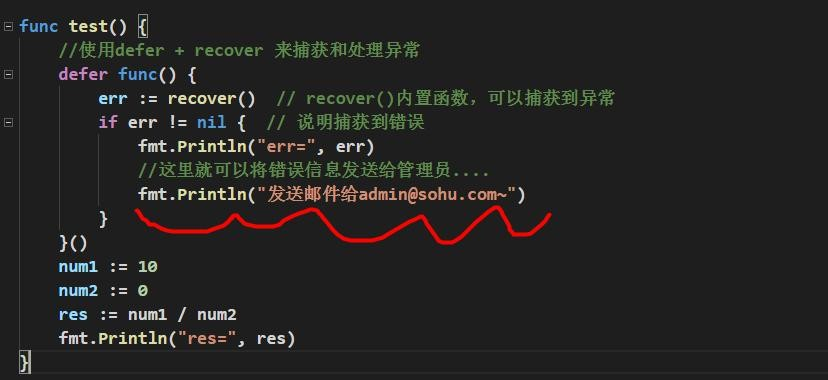 func test() {
//使用defer + recover 来捕获和处理异常
defer func() {
err := recover()  // recover()内置函数，可以捕获到异常
if err != nil {  // 说明捕获到错误
fmt.Println("err=", err)
//这里就可以将错误信息发送给管理员....
fmt.Println("发送邮件给admin@sohu.com~")
}
}()
num1 := 10
num2 := 0
res := num1 / num2
fmt.Println("res=", res)
}